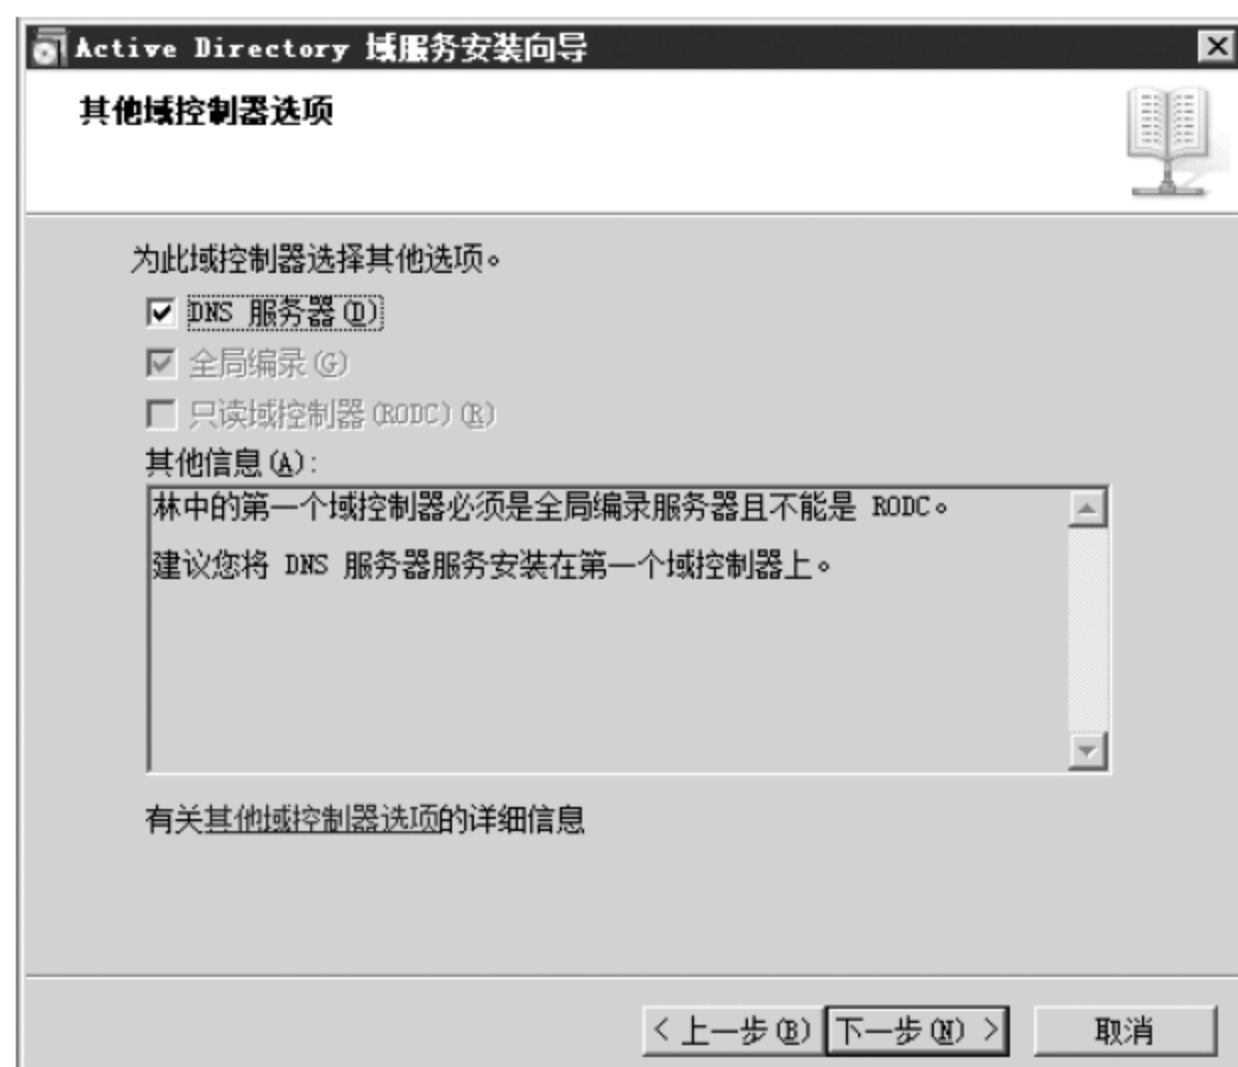 Active Directory 域服务安装向导
其他域控制器选项
为此域控制器选择其他选项。
DNS 服务器(D)
全局编录(G)
只读域控制器(RODC)(R)
其他信息(A):
林中的第一个域控制器必须是全局编录服务器且不能是 RODC。
建议您将 DNS 服务器服务安装在第一个域控制器上。
有关其他域控制器选项的详细信息
< 上一步(B) 下一步(N) > 取消